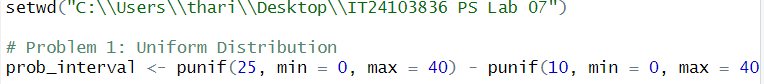 setwd("C:\\Users\\thari\\Desktop\\IT24103836 PS Lab 07")
# Problem 1: Uniform Distribution
prob_interval <- punif(25, min = 0, max = 40) - punif(10, min = 0, max = 40